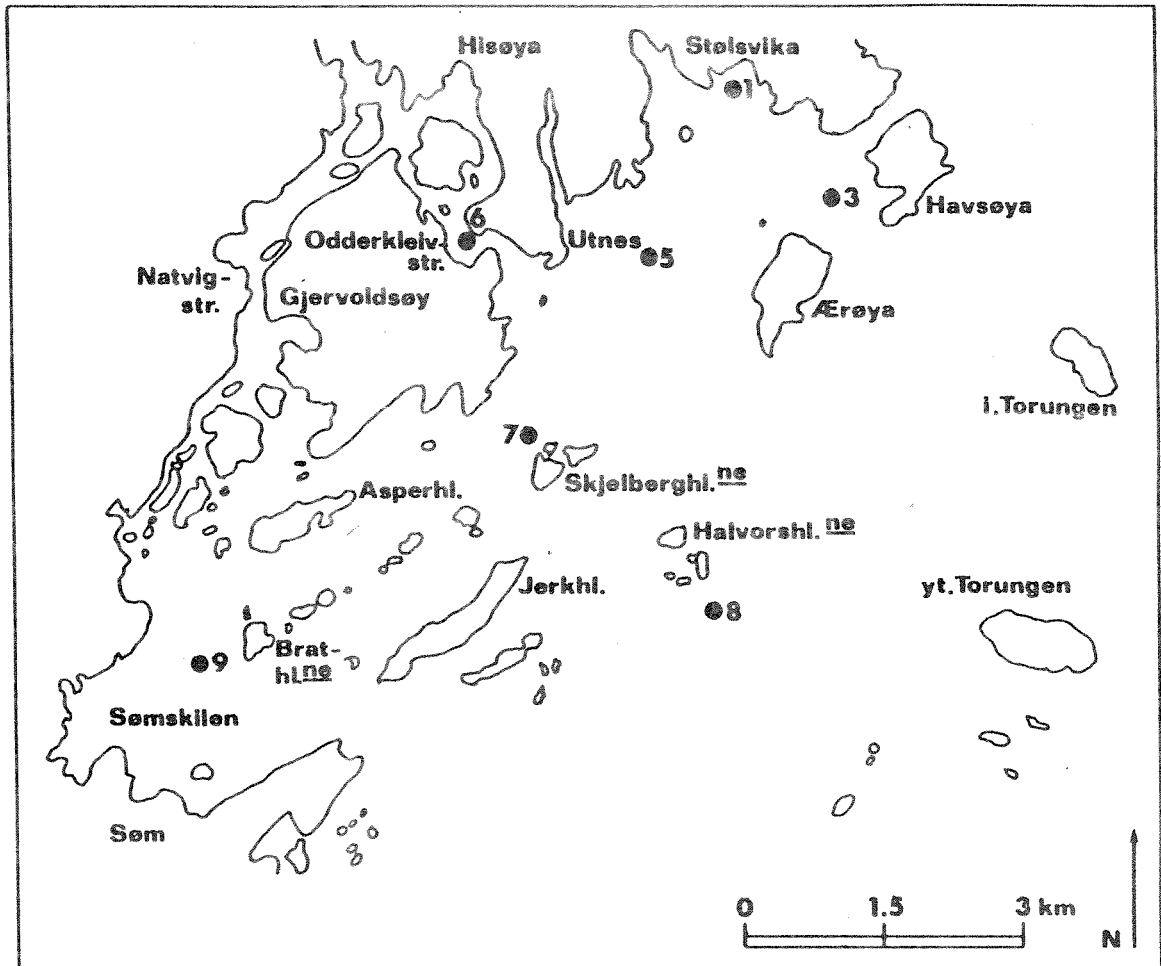 Hisøya
Stølsvika
1
3
Havsøya
6
Odderkleiv-
str.
Utnes
5
Natvig-
str.
Gjervoldsøy
Ærøya
i.Torungen
7
Skjelberghl.ne
Asperhl.
Halvorshl.ne
Jerkhl.
yt.Torungen
8
Brat-
hl.ne
9
Sømskilen
Søm
0 1.5 3 km
N